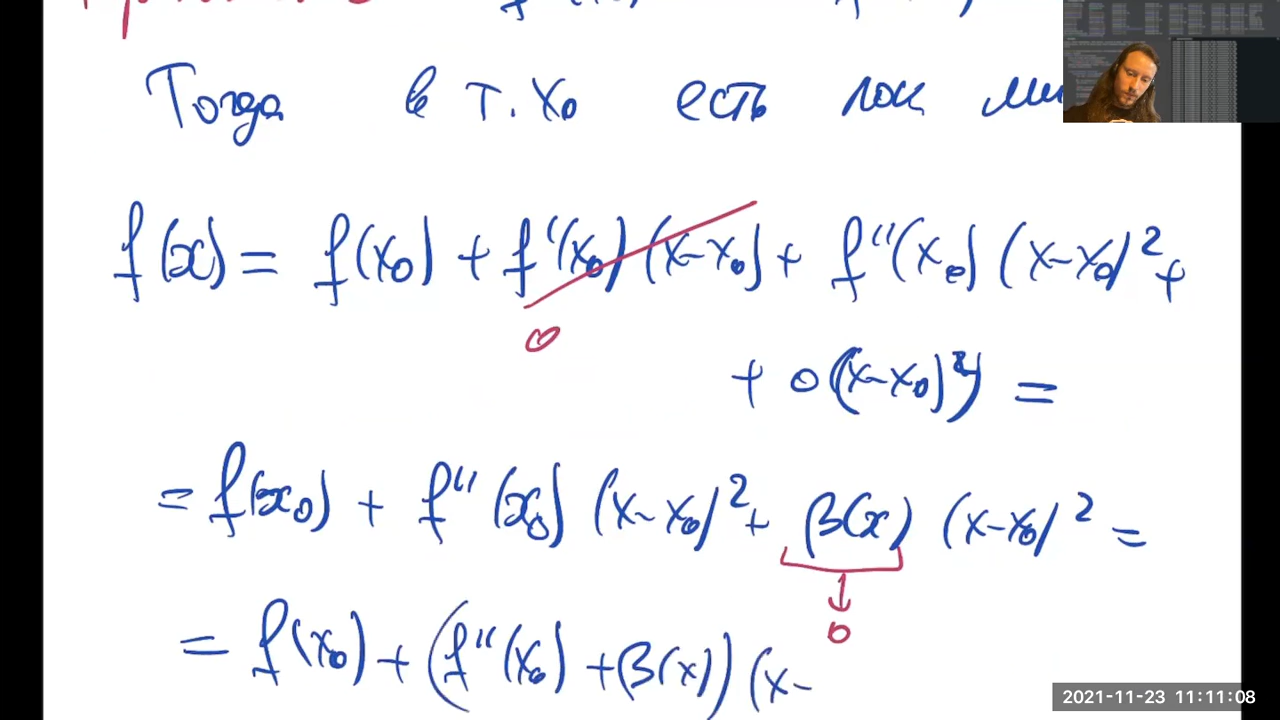 Тогда в т. x₀ есть лок
f(x) = f(x₀) + f'(x₀)(x-x₀) + f''(x₀)(x-x₀)² +
0
+ o((x-x₀)²) =
= f(x₀) + f''(x₀)(x-x₀)² + β(x)(x-x₀)² =
↓
0
= f(x₀) + (f''(x₀) + β(x))(x-
2021-11-23 11:11:08